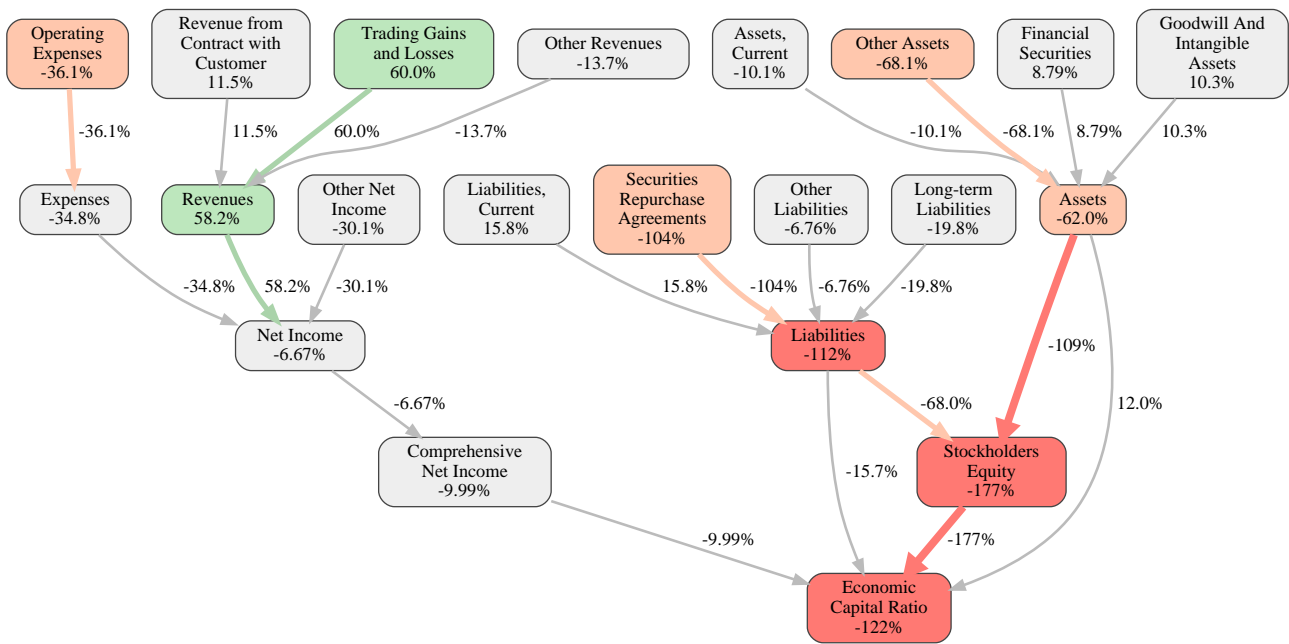 Operating
Expenses
-36.1%
Revenue from
Contract with
Customer
11.5%
Trading Gains
and Losses
60.0%
Other Revenues
-13.7%
Assets,
Current
-10.1%
Other Assets
-68.1%
Financial
Securities
8.79%
Goodwill And
Intangible
Assets
10.3%
-36.1%
11.5%
60.0%
-13.7%
-10.1%
-68.1%
8.79%
10.3%
Expenses
-34.8%
Revenues
58.2%
Other Net
Income
-30.1%
Liabilities,
Current
15.8%
Securities
Repurchase
Agreements
-104%
Other
Liabilities
-6.76%
Long-term
Liabilities
-19.8%
Assets
-62.0%
-34.8%
58.2%
-30.1%
15.8%
-104%
-6.76%
-19.8%
Net Income
-6.67%
Liabilities
-112%
-109%
-6.67%
-68.0%
12.0%
Comprehensive
Net Income
-9.99%
-15.7%
Stockholders
Equity
-177%
-9.99%
-177%
Economic
Capital Ratio
-122%